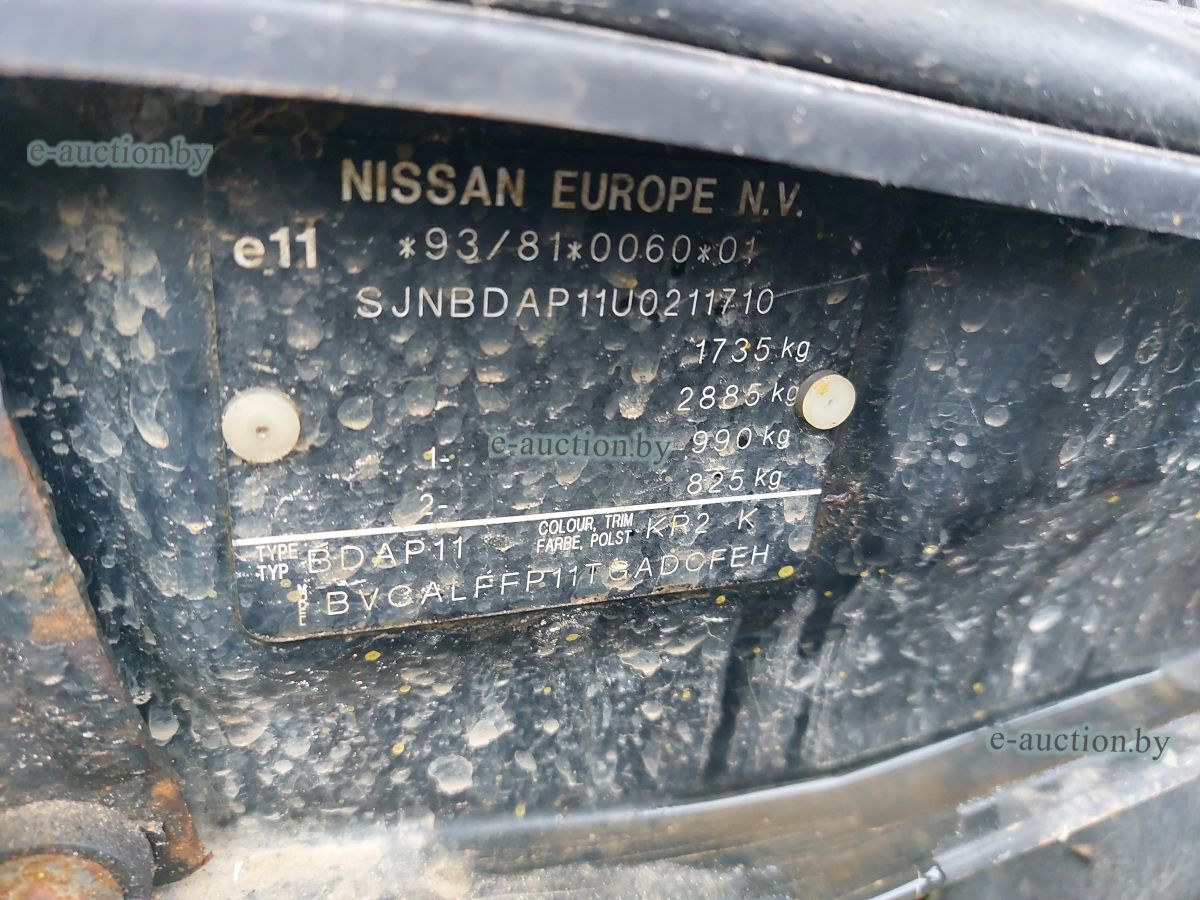 e-auction.by
NISSAN EUROPE N.V.
e11 *93/81*0060*01
SJNBDAP11U0211710
1735 kg
2885 kg
e-auction.by
1- 990 kg
2- 825 kg
TYPE TYP BDAP11 COLOUR, TRIM FARBE, POLST KR2 K
BVCALFFP11TGADCFEH
e-auction.by